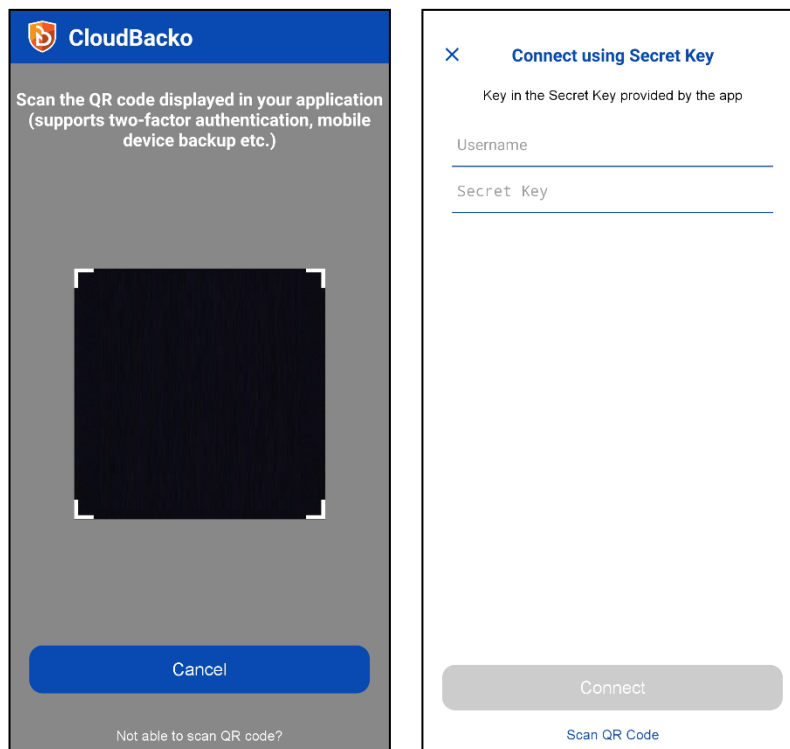 CloudBacko
Scan the QR code displayed in your application
(supports two-factor authentication, mobile
device backup etc.)
Cancel
Not able to scan QR code?
Connect using Secret Key
Key in the Secret Key provided by the app
Username
Secret Key
Connect
Scan QR Code